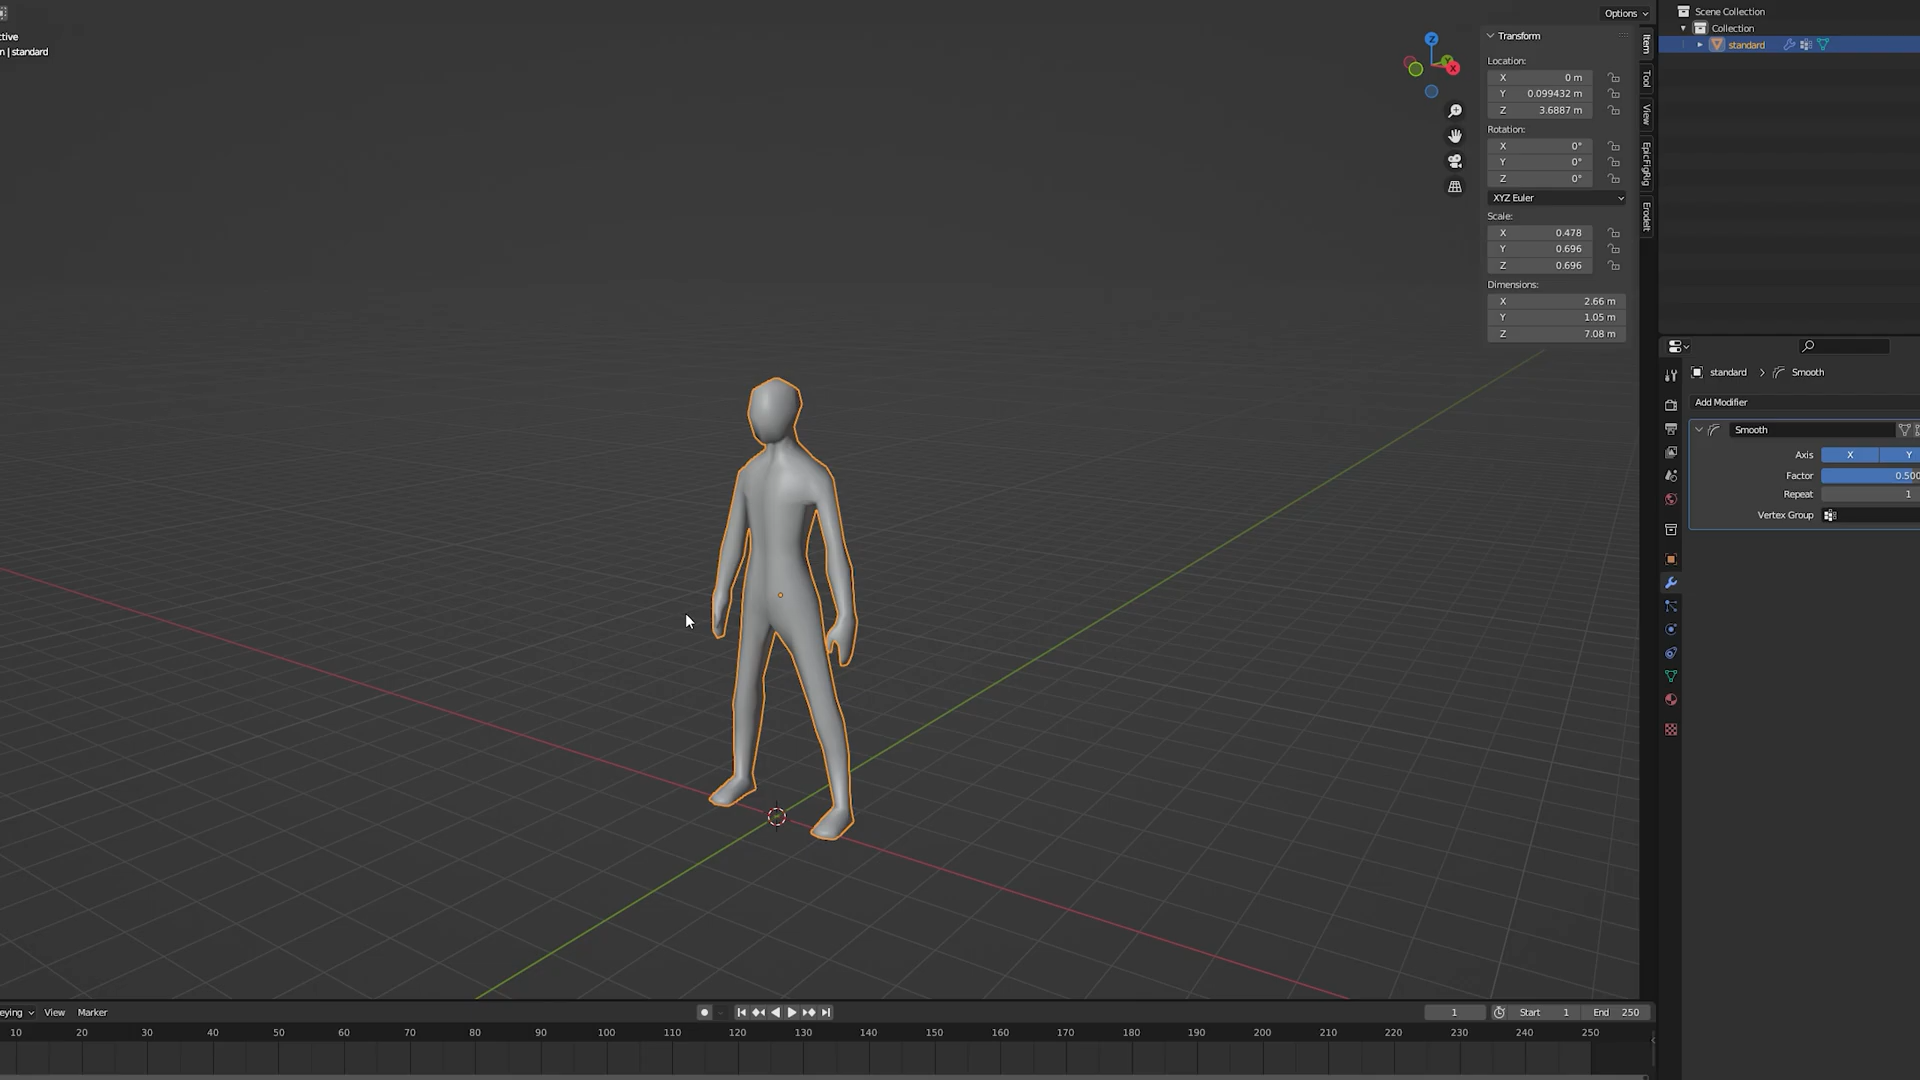 Options
Scene Collection
Collection
standard
ctive
n | standard
Z
Y
X
Transform
Location:
X 0 m
Y 0.099432 m
Z 3.6887 m
Rotation:
X 0°
Y 0°
Z 0°
XYZ Euler
Scale:
X 0.478
Y 0.696
Z 0.696
Dimensions:
X 2.66 m
Y 1.05 m
Z 7.08 m
Item
Tool
View
EpicFigRig
ErodeIt
standard > Smooth
Add Modifier
Smooth
Axis X Y
Factor 0.500
Repeat 1
Vertex Group
eying View Marker
1 Start 1 End 250
10 20 30 40 50 60 70 80 90 100 110 120 130 140 150 160 170 180 190 200 210 220 230 240 250